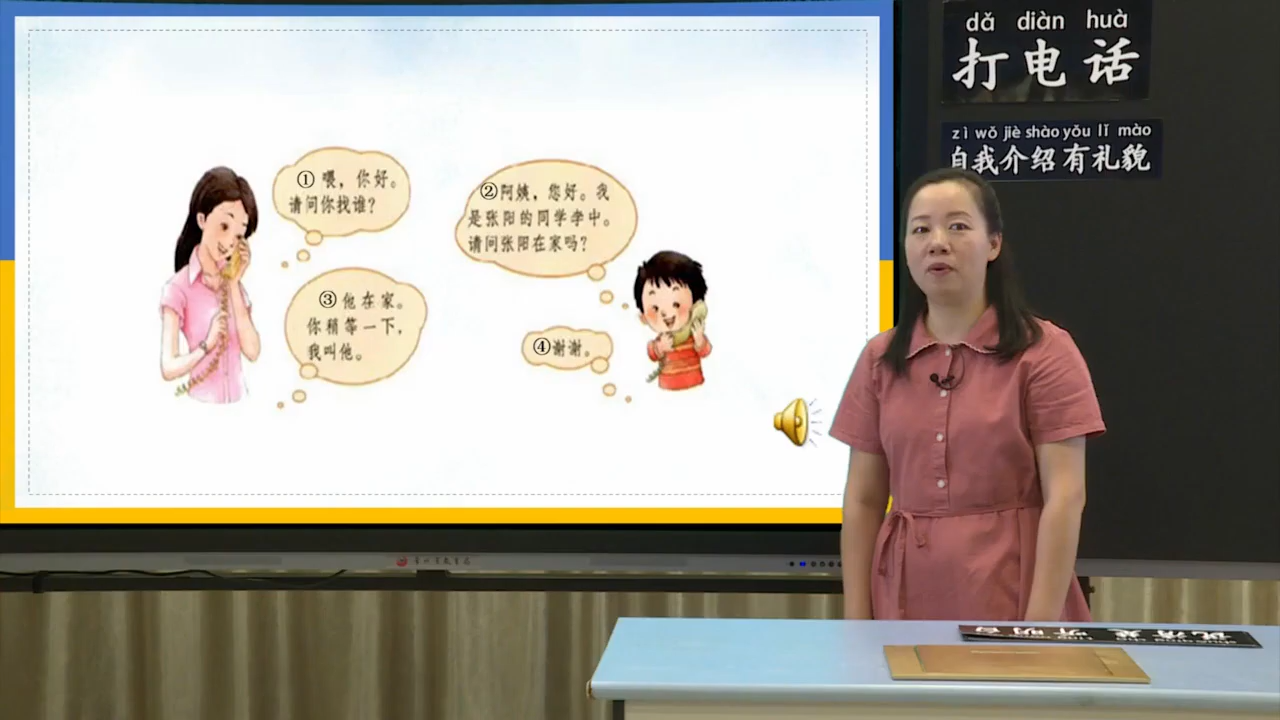 ① 喂，你好。
请问你找谁？
②阿姨，您好。我
是张阳的同学李中。
请问张阳在家吗？
③ 他在家。
你稍等一下，
我叫他。
④谢谢。
dǎ diàn huà
打电话
zì wǒ jiè shào yǒu lǐ mào
自我介绍有礼貌